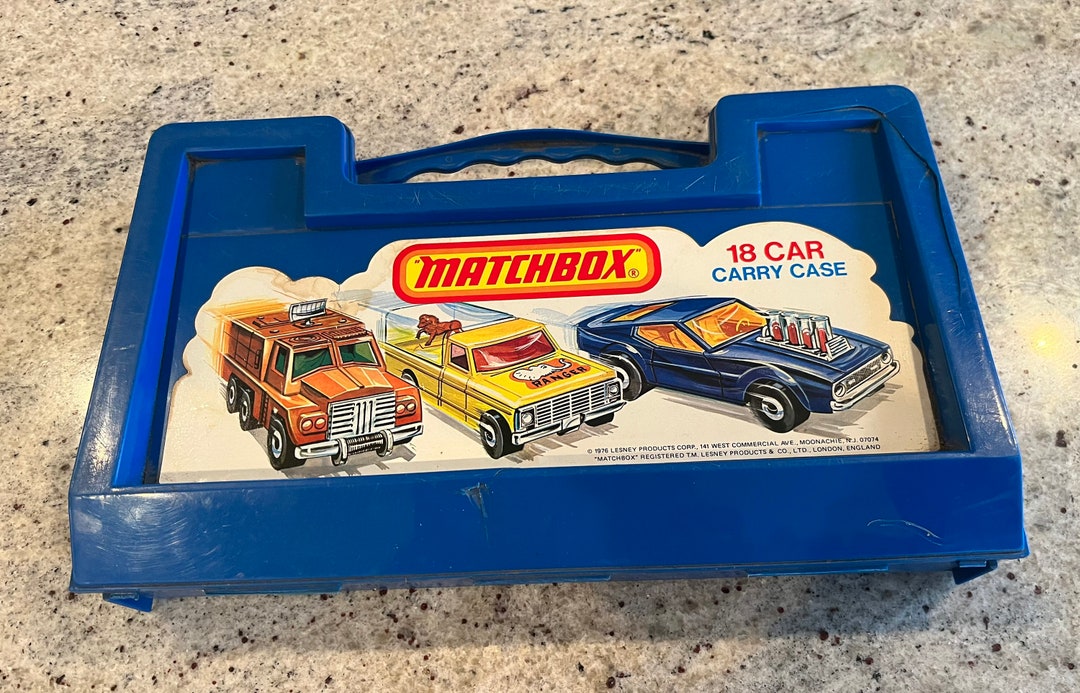 "MATCHBOX"®
18 CAR
CARRY CASE
RANGER
© 1976 LESNEY PRODUCTS CORP., 141 WEST COMMERCIAL AVE., MOONACHIE, N.J. 07074
"MATCHBOX" REGISTERED T.M. LESNEY PRODUCTS & CO., LTD., LONDON, ENGLAND